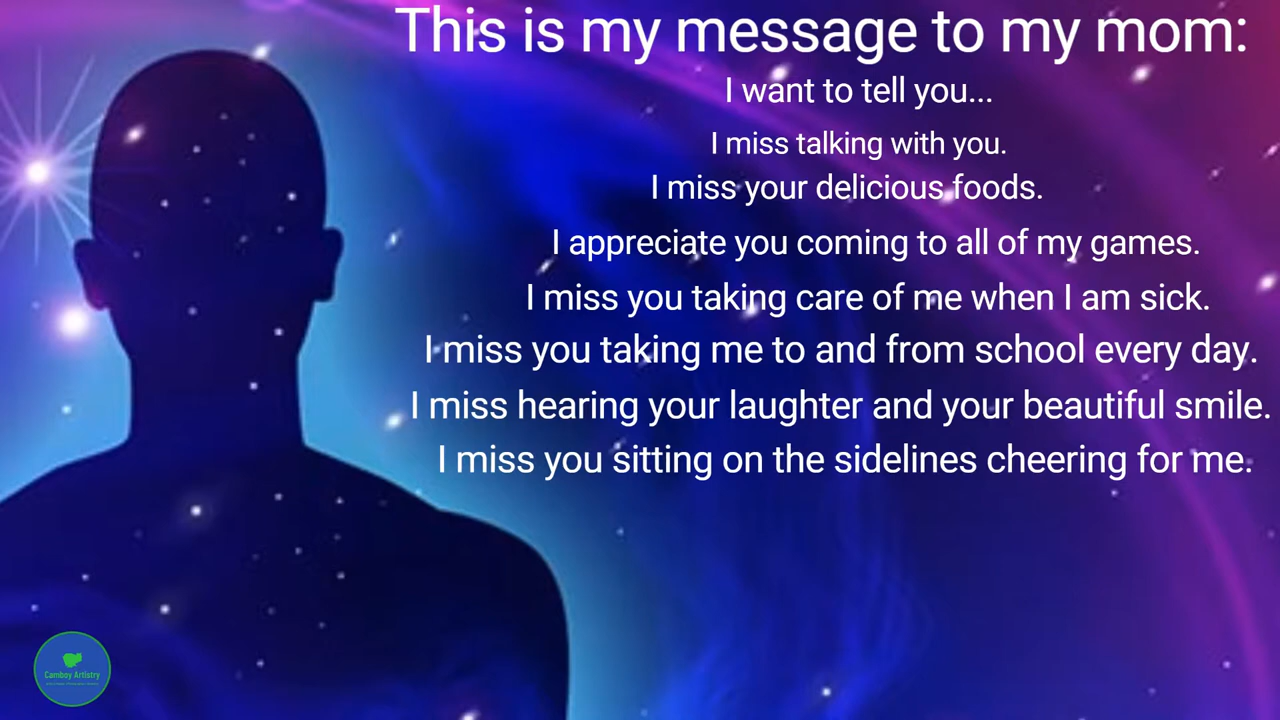 This is my message to my mom:
I want to tell you...
I miss talking with you.
I miss your delicious foods.
I appreciate you coming to all of my games.
I miss you taking care of me when I am sick.
I miss you taking me to and from school every day.
I miss hearing your laughter and your beautiful smile.
I miss you sitting on the sidelines cheering for me.
Camboy Artistry